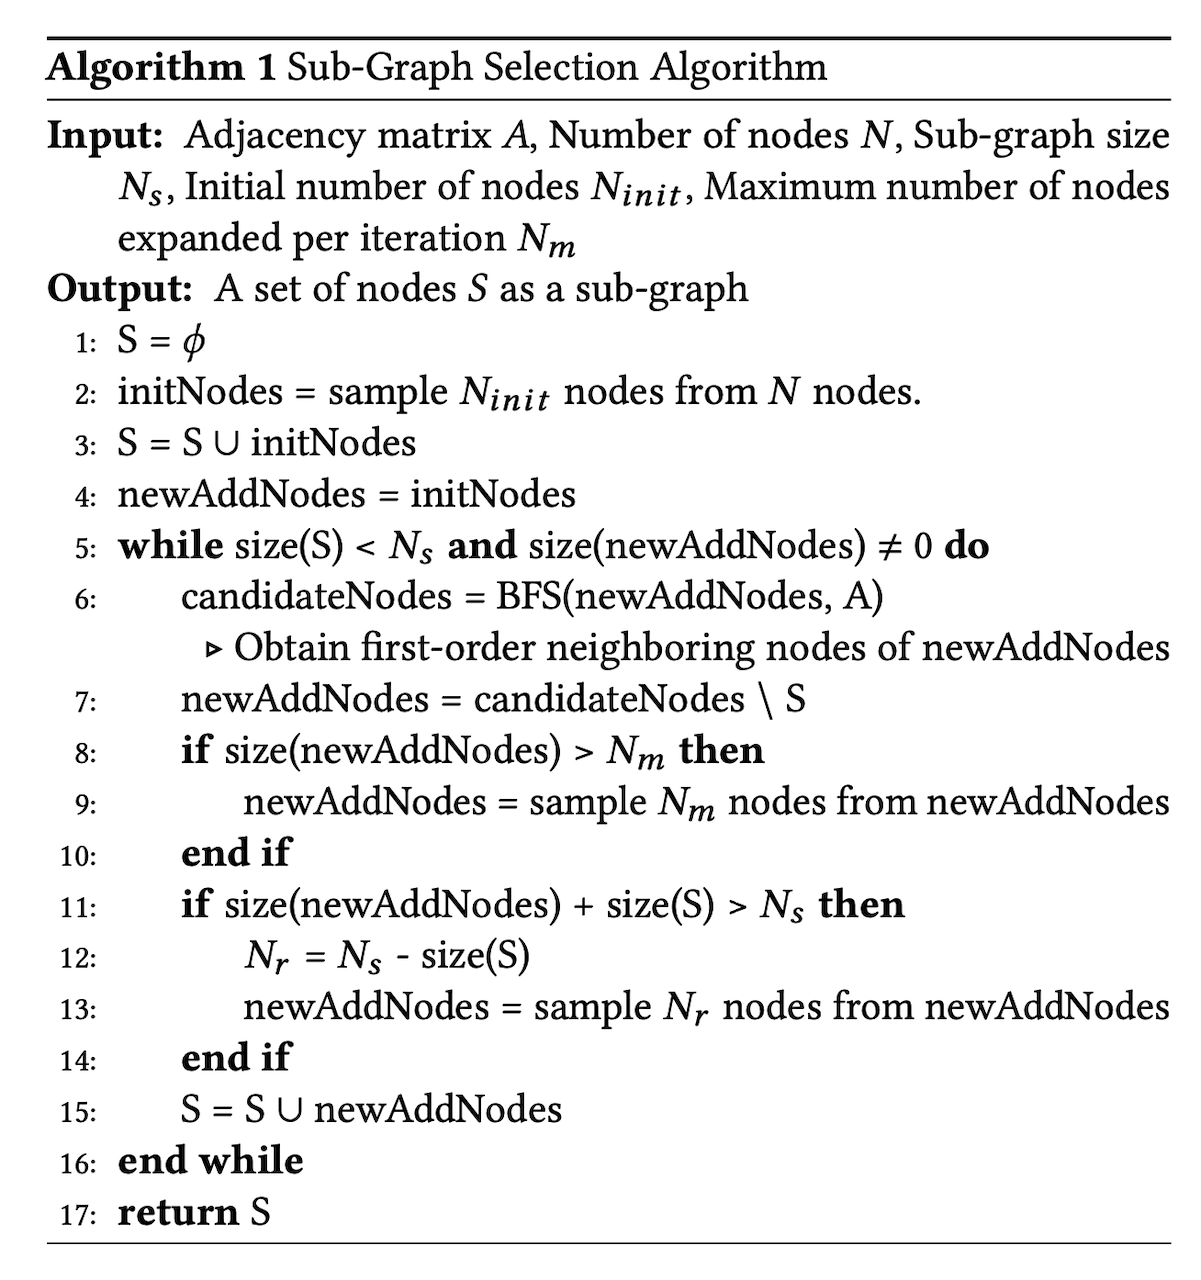 Algorithm 1 Sub-Graph Selection Algorithm
Input: Adjacency matrix A, Number of nodes N, Sub-graph size
N_s, Initial number of nodes N_{init}, Maximum number of nodes
expanded per iteration N_m
Output: A set of nodes S as a sub-graph
1: S = ϕ
2: initNodes = sample N_{init} nodes from N nodes.
3: S = S ∪ initNodes
4: newAddNodes = initNodes
5: while size(S) < N_s and size(newAddNodes) ≠ 0 do
6: candidateNodes = BFS(newAddNodes, A)
▹ Obtain first-order neighboring nodes of newAddNodes
7: newAddNodes = candidateNodes \ S
8: if size(newAddNodes) > N_m then
9: newAddNodes = sample N_m nodes from newAddNodes
10: end if
11: if size(newAddNodes) + size(S) > N_s then
12: N_r = N_s - size(S)
13: newAddNodes = sample N_r nodes from newAddNodes
14: end if
15: S = S ∪ newAddNodes
16: end while
17: return S